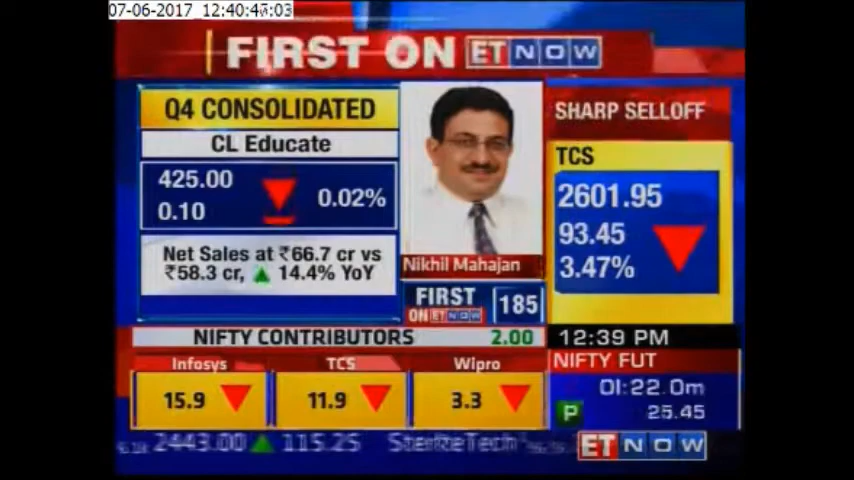 07-06-2017 12:40:47:03
FIRST ON ET NOW
Q4 CONSOLIDATED
CL Educate
425.00
0.10
0.02%
Net Sales at ₹66.7 cr vs
₹58.3 cr, ▲ 14.4% YoY
Nikhil Mahajan
FIRST
ON ET NOW
185
SHARP SELLOFF
TCS
2601.95
93.45
3.47%
NIFTY CONTRIBUTORS 2.00
12:39 PM
Infosys TCS Wipro
15.9 11.9 3.3
NIFTY FUT
01:22.0m
P 25.45
2443.00 ▲ 115.25
ET NOW